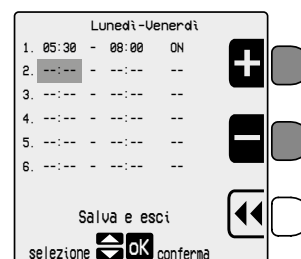 Lunedì-Venerdì
1. 05:30 - 08:00 ON
2. --:-- - --:-- --
3. --:-- - --:-- --
4. --:-- - --:-- --
5. --:-- - --:-- --
6. --:-- - --:-- --
Salva e esci
selezione OK conferma